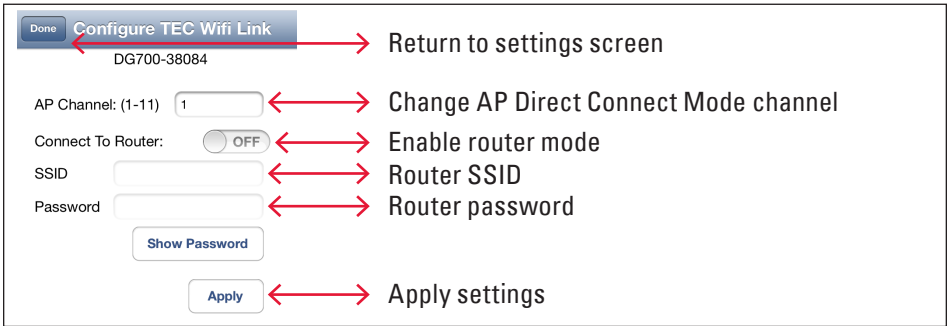 Done Configure TEC Wifi Link
Return to settings screen
DG700-38084
AP Channel: (1-11) 1
Change AP Direct Connect Mode channel
Connect To Router: OFF
Enable router mode
SSID
Router SSID
Password
Router password
Show Password
Apply
Apply settings